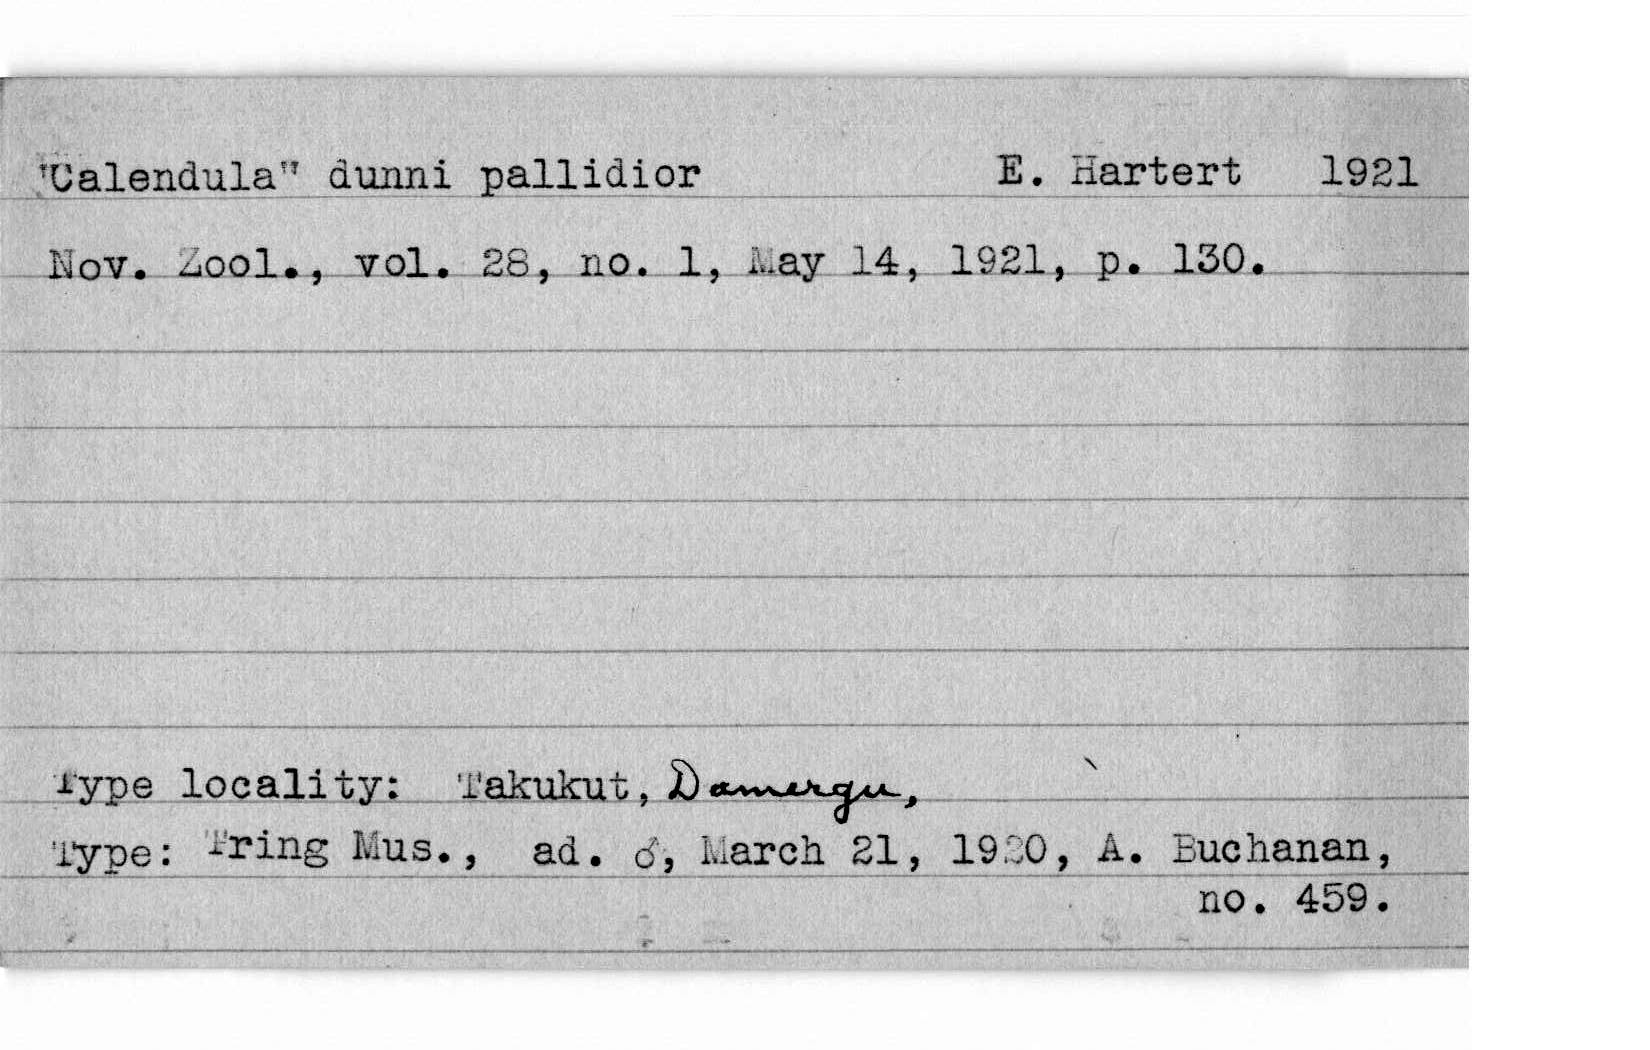 "Calendula" dunni pallidior E. Hartert 1921
Nov. Zool., vol. 28, no. 1, May 14, 1921, p. 130.
Type locality: Takukut, Damergu,
Type: Tring Mus., ad. ♂, March 21, 1920, A. Buchanan,
no. 459.